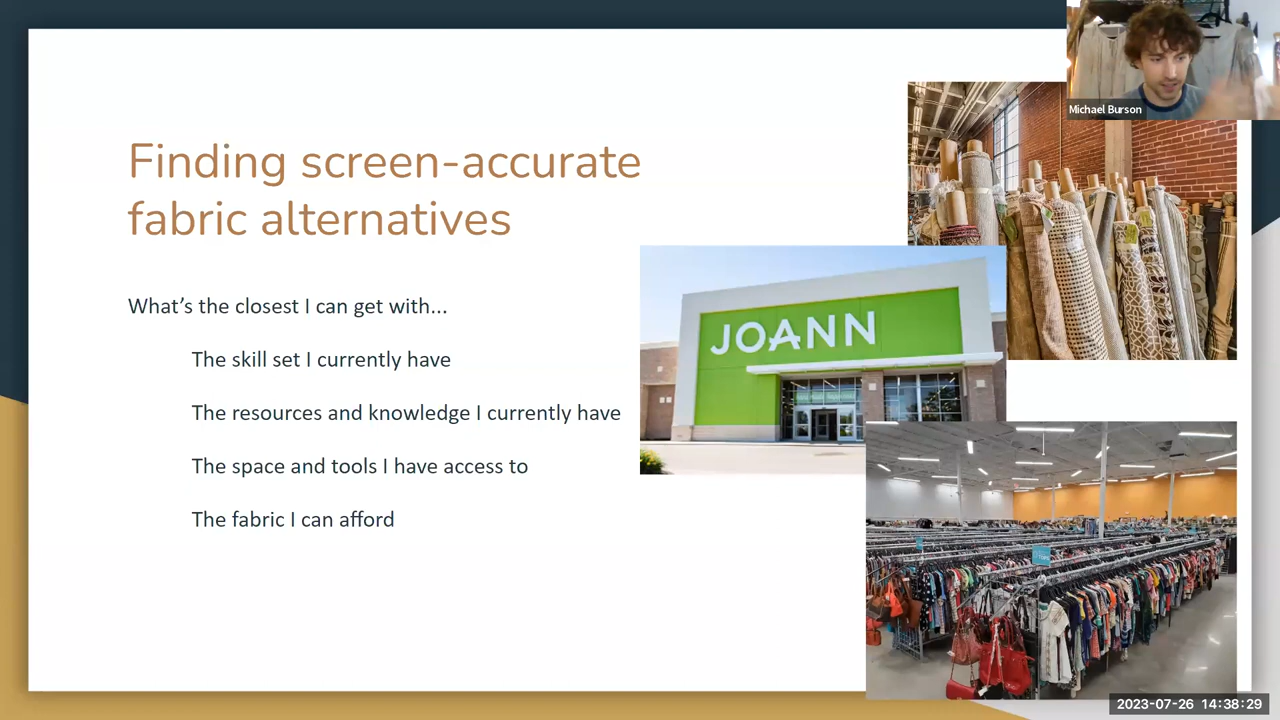 Michael Burson
Finding screen-accurate
fabric alternatives
What's the closest I can get with...
The skill set I currently have
The resources and knowledge I currently have
The space and tools I have access to
The fabric I can afford
JOANN
2023-07-26 14:38:29